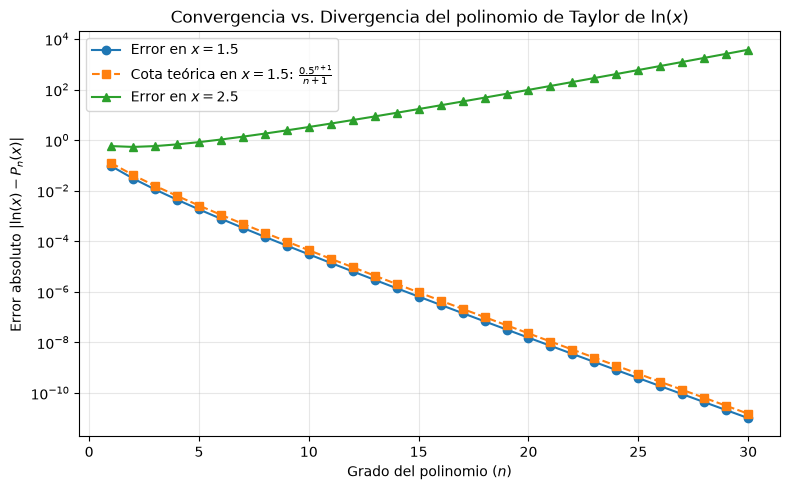 Convergencia vs. Divergencia del polinomio de Taylor de ln(x)
Error en x = 1.5
Cota teórica en x = 1.5: 0.5^{n+1}/(n+1)
Error en x = 2.5
Error absoluto |ln(x) − P_n(x)|
10^4
10^2
10^0
10^{−2}
10^{−4}
10^{−6}
10^{−8}
10^{−10}
0 5 10 15 20 25 30
Grado del polinomio (n)